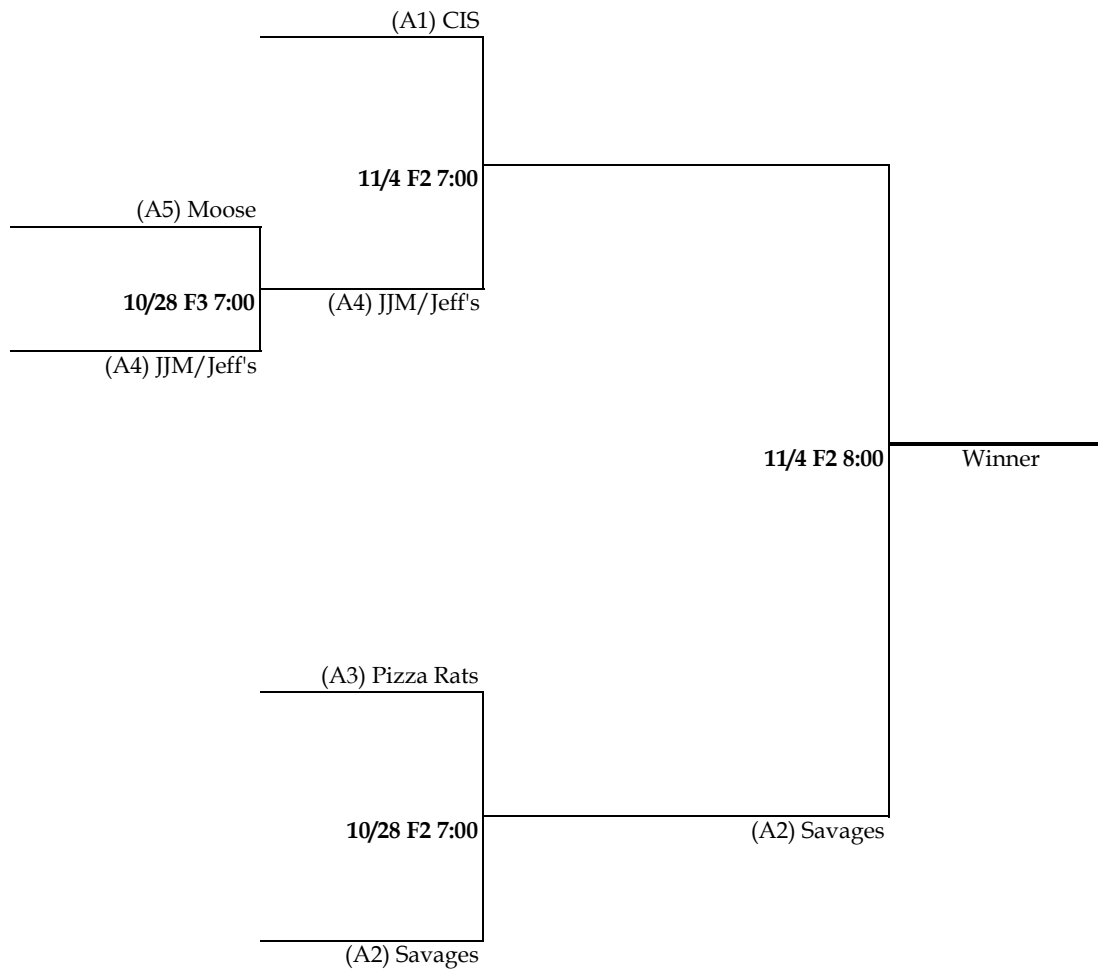 (A1) CIS
11/4 F2 7:00
(A5) Moose
10/28 F3 7:00
(A4) JJM/Jeff's
(A4) JJM/Jeff's
11/4 F2 8:00
Winner
(A3) Pizza Rats
10/28 F2 7:00
(A2) Savages
(A2) Savages